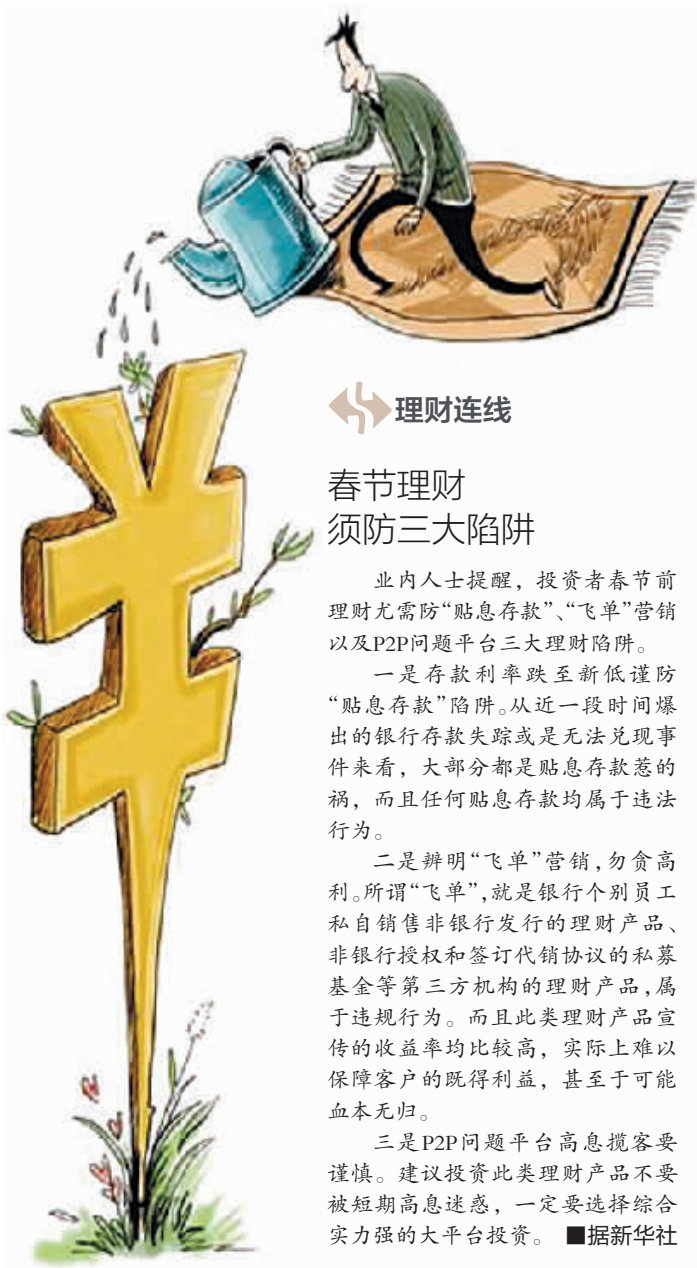 理财连线
春节理财
须防三大陷阱
业内人士提醒，投资者春节前
理财尤需防“贴息存款”、“飞单”营销
以及P2P问题平台三大理财陷阱。
一是存款利率跌至新低谨防
“贴息存款”陷阱。从近一段时间爆
出的银行存款失踪或是无法兑现事
件来看，大部分都是贴息存款惹的
祸，而且任何贴息存款均属于违法
行为。
二是辨明“飞单”营销，勿贪高
利。所谓“飞单”，就是银行个别员工
私自销售非银行发行的理财产品、
非银行授权和签订代销协议的私募
基金等第三方机构的理财产品，属
于违规行为。而且此类理财产品宣
传的收益率均比较高，实际上难以
保障客户的既得利益，甚至于可能
血本无归。
三是P2P问题平台高息揽客要
谨慎。建议投资此类理财产品不要
被短期高息迷惑，一定要选择综合
实力强的大平台投资。 ■据新华社